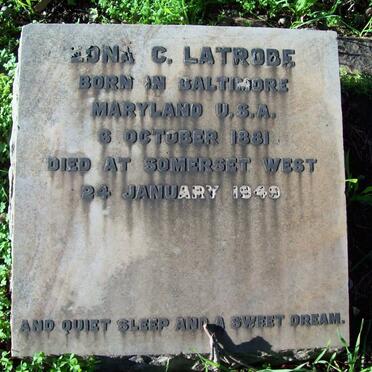 EDNA C. LATROBE
BORN IN BALTIMORE
MARYLAND U.S.A.
8 OCTOBER 1881
DIED AT SOMERSET WEST
24 JANUARY 1949
AND QUIET SLEEP AND A SWEET DREAM.